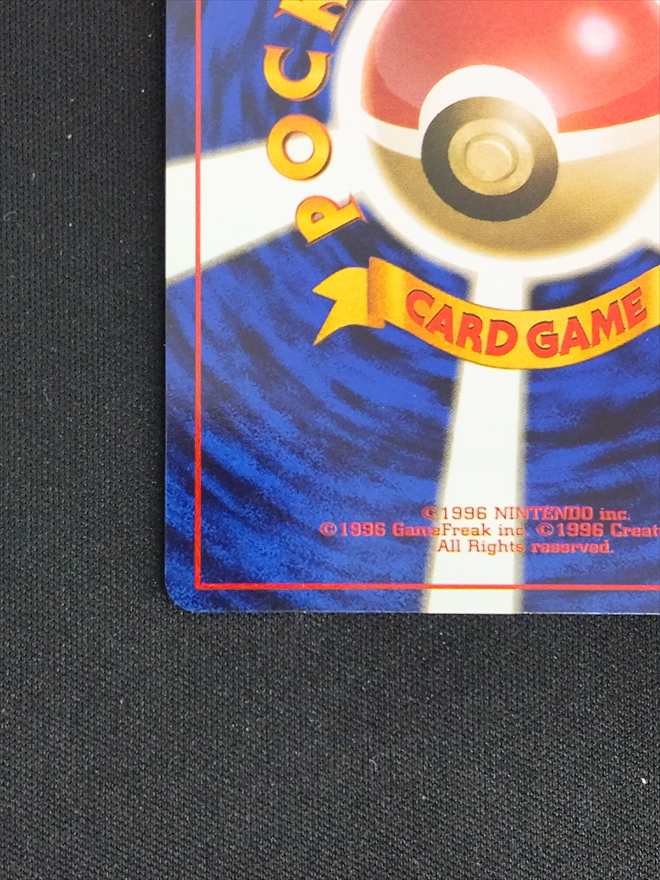 POCK
CARD GAME
©1996 NINTENDO inc.
©1996 GameFreak inc. ©1996 Creat
All Rights reserved.